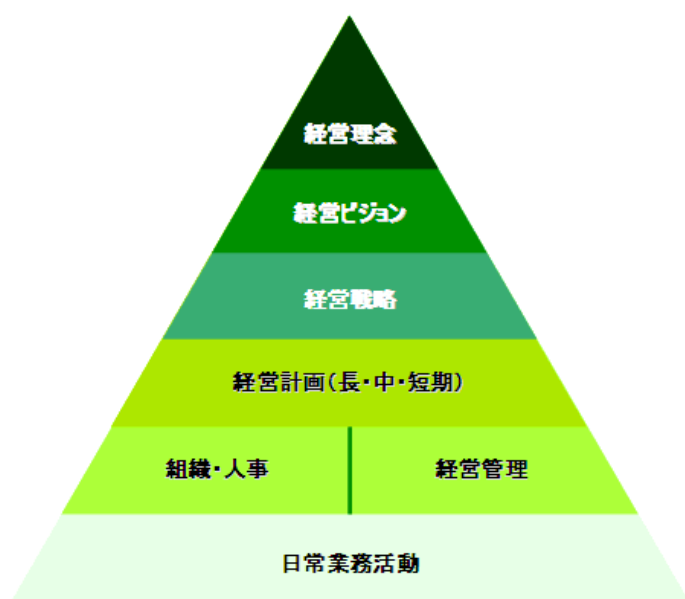 経営理念
経営ビジョン
経営戦略
経営計画(長・中・短期)
組織・人事
経営管理
日常業務活動